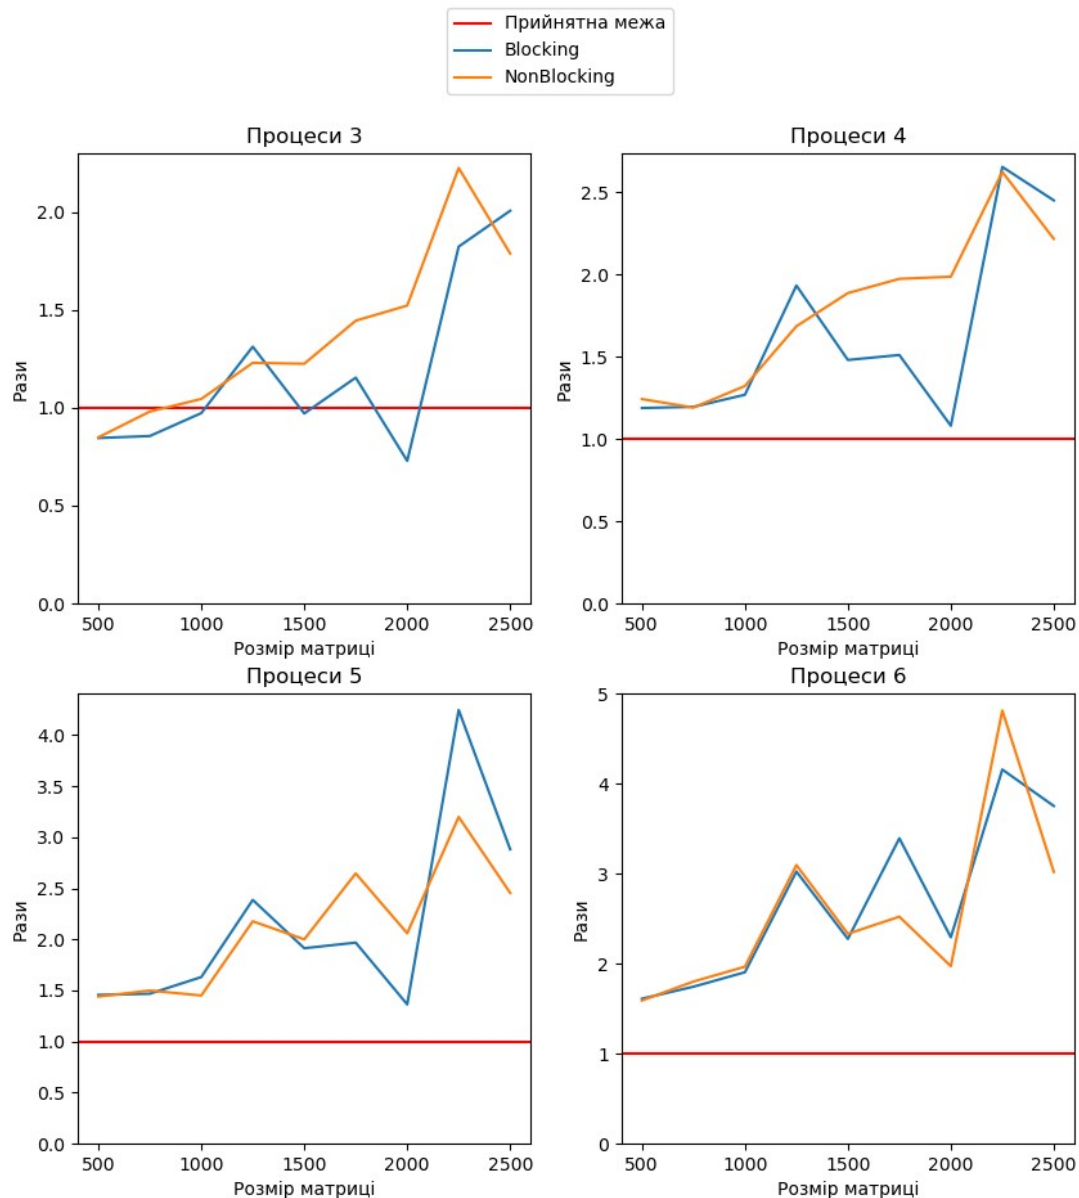 Прийнятна межа
Blocking
NonBlocking
Процеси 3
Рази
2.0
1.5
1.0
0.5
0.0
500 1000 1500 2000 2500
Розмір матриці
Процеси 4
Рази
2.5
2.0
1.5
1.0
0.5
0.0
500 1000 1500 2000 2500
Розмір матриці
Процеси 5
Рази
4.0
3.5
3.0
2.5
2.0
1.5
1.0
0.5
0.0
500 1000 1500 2000 2500
Розмір матриці
Процеси 6
Рази
5
4
3
2
1
0
500 1000 1500 2000 2500
Розмір матриці